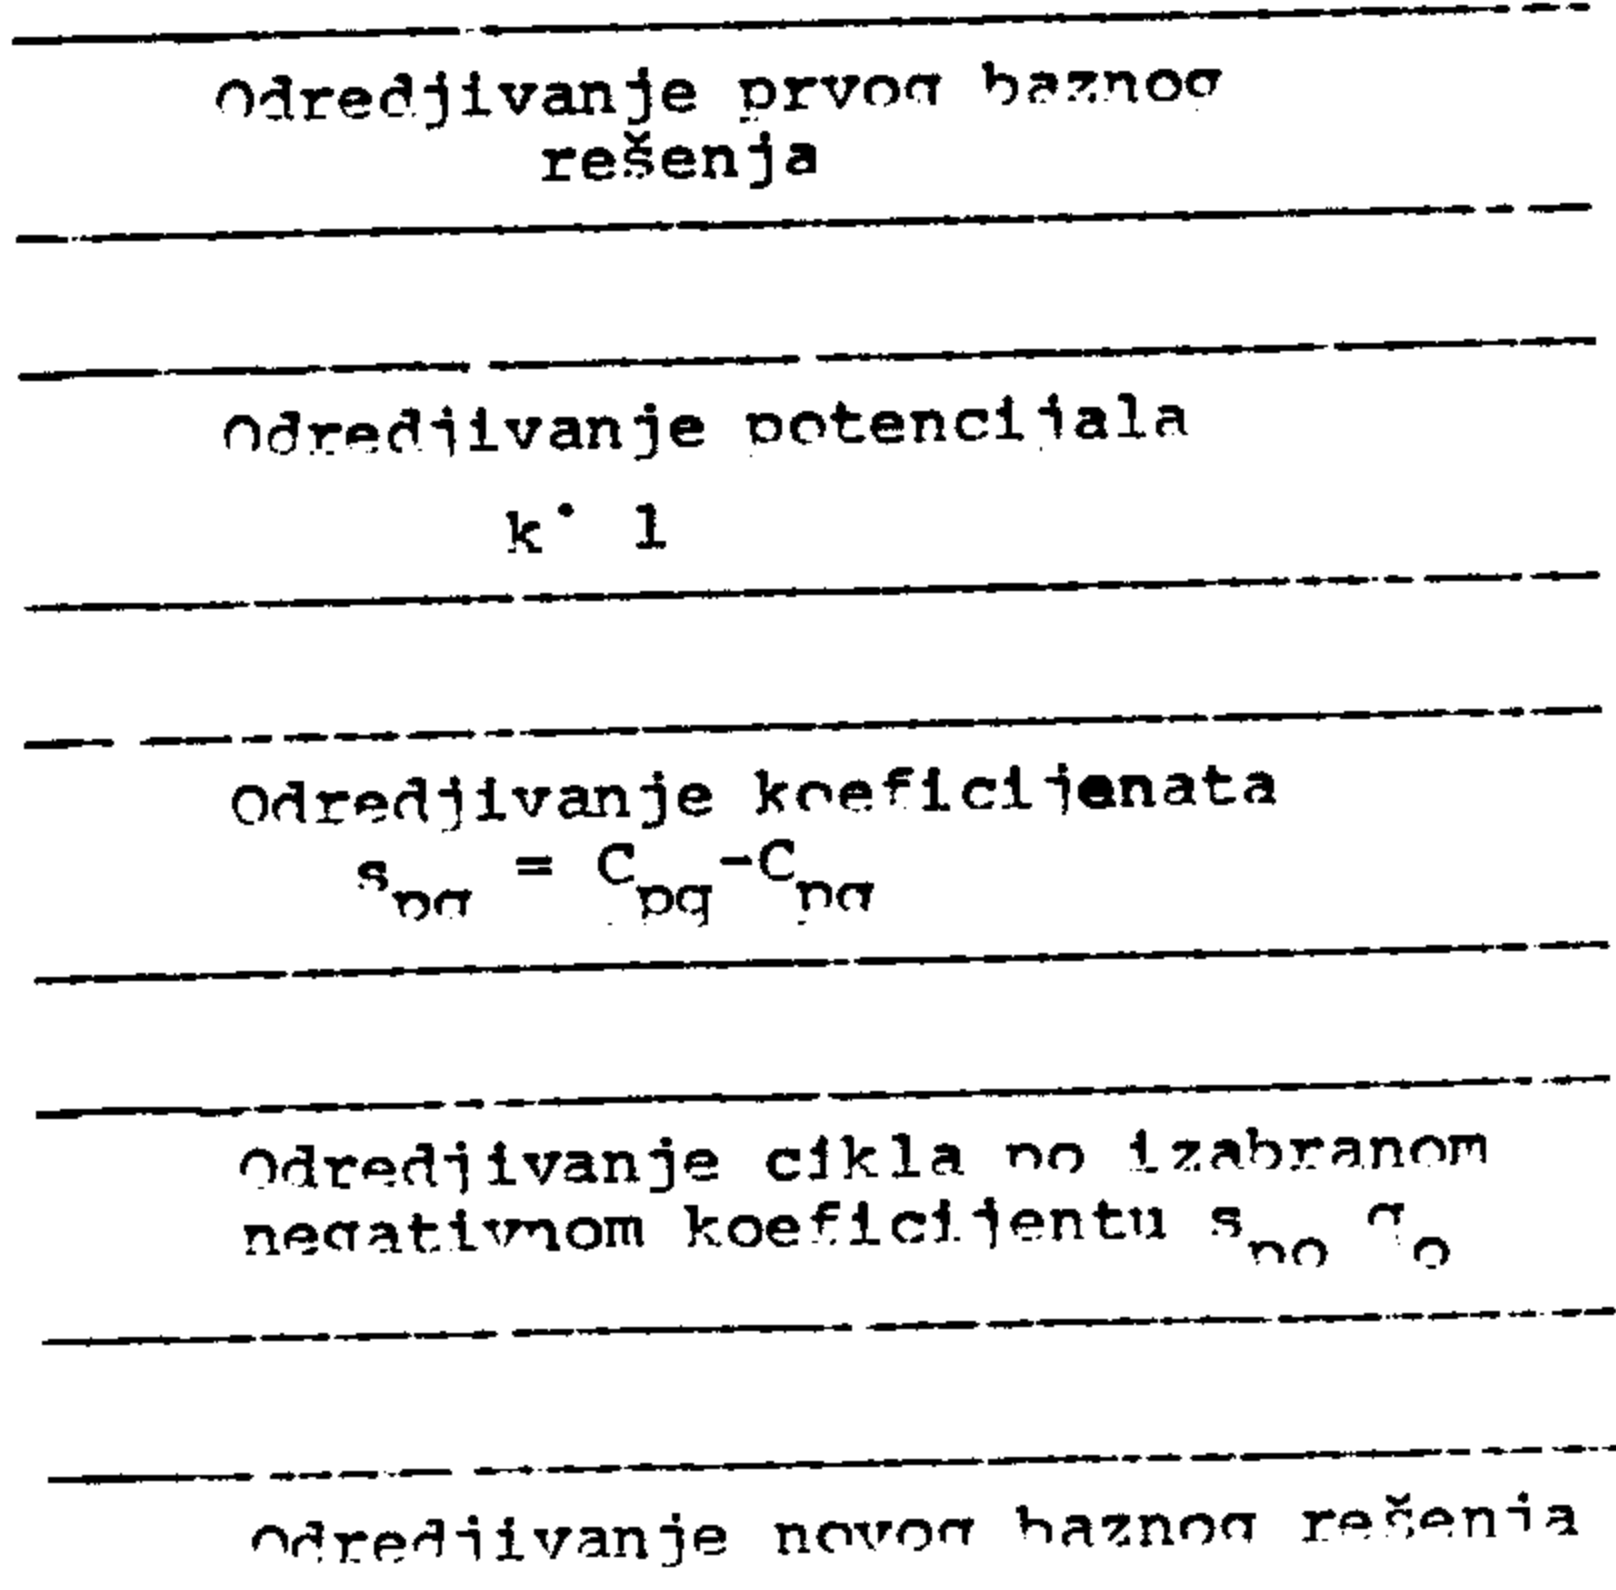 Odredjivanje prvog baznog
rešenja
Odredjivanje potencijala
k· 1
Odredjivanje koeficijenata
s_pq = C_pq -C_pq
Odredjivanje cikla po izabranom
negativnom koeficijentu s_po q_o
Odredjivanje novog baznog rešenja